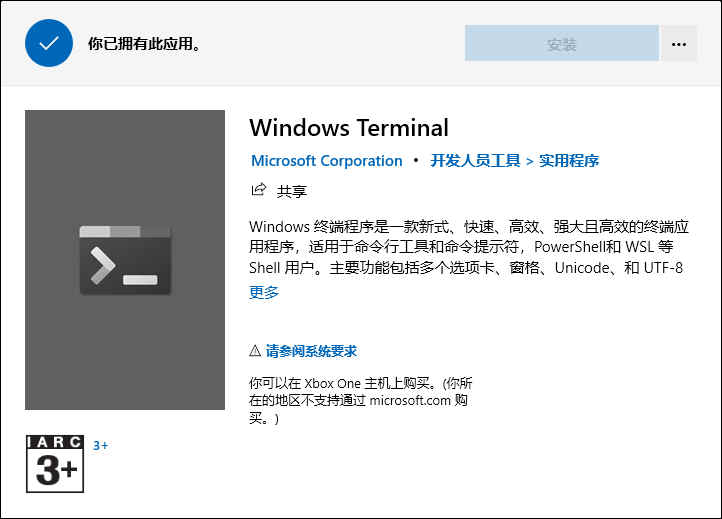 你已拥有此应用。
安装
...
Windows Terminal
Microsoft Corporation • 开发人员工具 > 实用程序
共享
Windows 终端程序是一款新式、快速、高效、强大且高效的终端应
用程序，适用于命令行工具和命令提示符，PowerShell和 WSL 等
Shell 用户。主要功能包括多个选项卡、窗格、Unicode、和 UTF-8
更多
请参阅系统要求
你可以在 Xbox One 主机上购买。(你所
在的地区不支持通过 microsoft.com 购
买。)
IARC
3+
3+